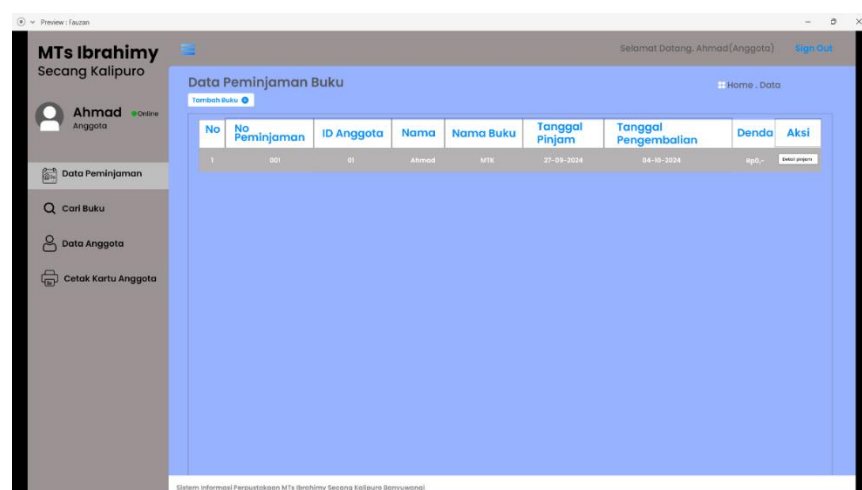 Preview : Fauzan
MTs Ibrahimy
Secang Kalipuro
Selamat Datang. Ahmad(Anggota) Sign Out
Ahmad Online
Anggota
Data Peminjaman
Cari Buku
Data Anggota
Cetak Kartu Anggota
Data Peminjaman Buku
Home . Data
Tambah Buku
No No Peminjaman ID Anggota Nama Nama Buku Tanggal Pinjam Tanggal Pengembalian Denda Aksi
1 001 01 Ahmad MTK 27-09-2024 04-10-2024 Rp0,- Detail pinjam
Sistem Informasi Perpustakaan MTs Ibrahimy Secang Kalipuro Banyuwangi